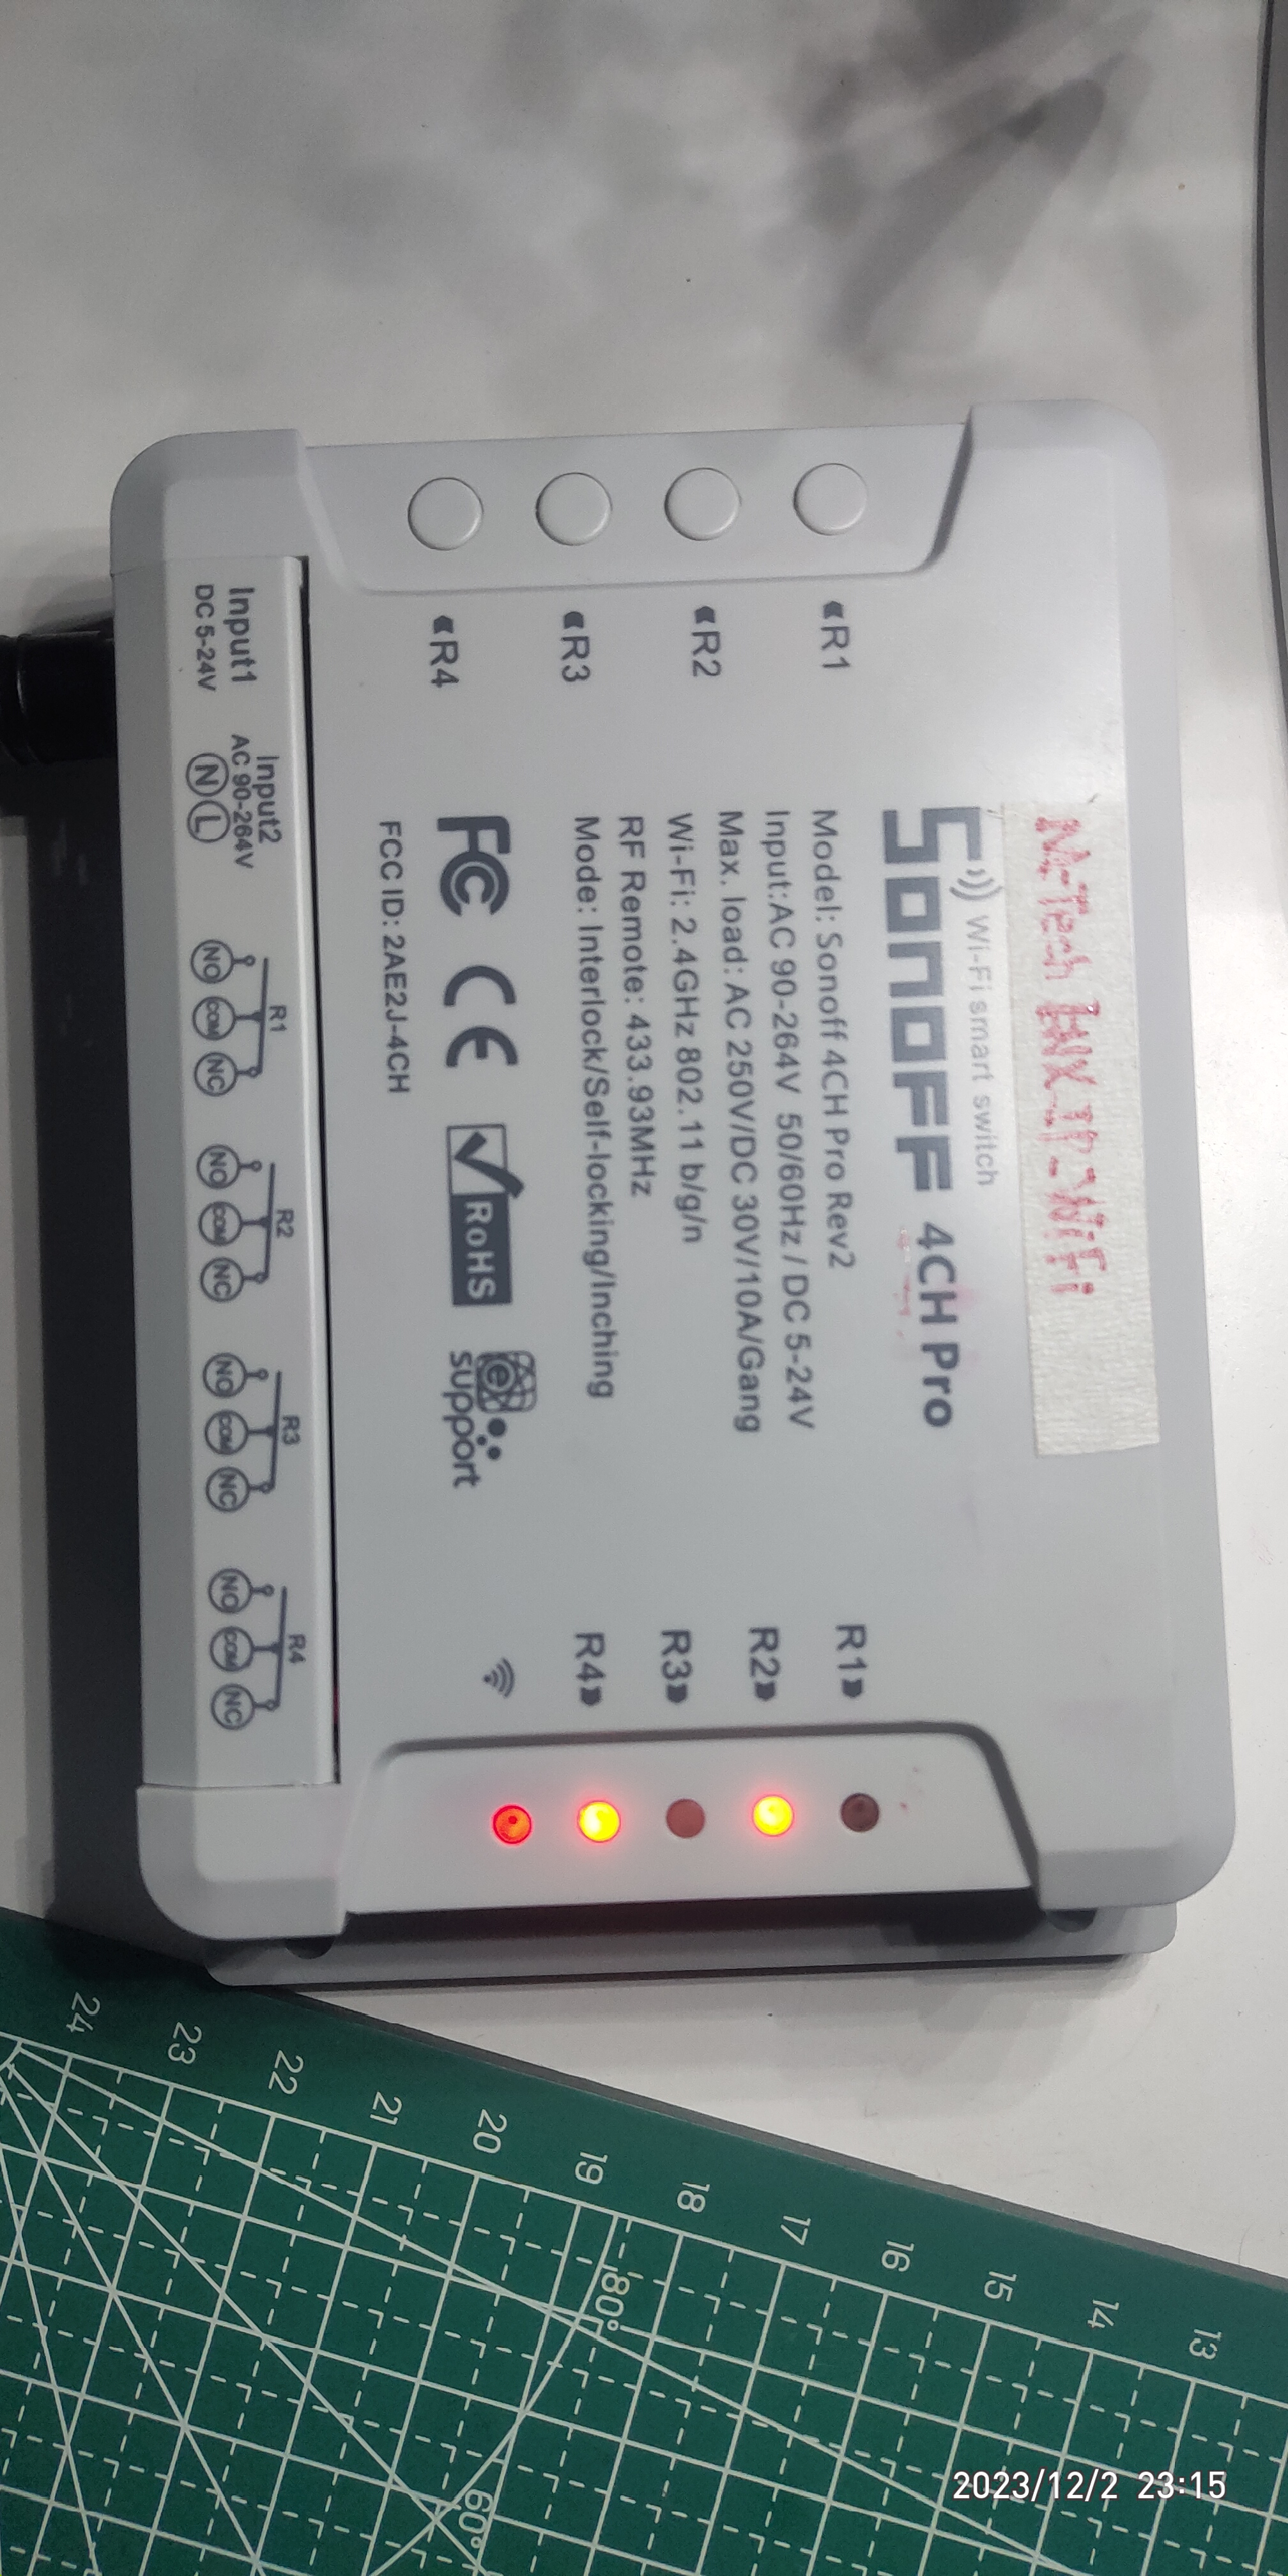 Wi-Fi smart switch
SONOFF 4CH Pro
Model: Sonoff 4CH Pro Rev2
Input:AC 90-264V 50/60Hz / DC 5-24V
Max. load: AC 250V/DC 30V/10A/Gang
Wi-Fi: 2.4GHz 802.11 b/g/n
RF Remote: 433.93MHz
Mode: Interlock/Self-locking/Inching
FC CE RoHS e support
FCC ID: 2AE2J-4CH
R1
R2
R3
R4
R1
R2
R3
R4
Input1
DC 5-24V
Input2
AC 90-264V
N L
R1
NO COM NC
R2
NO COM NC
R3
NO COM NC
R4
NO COM NC
24 23 22 21 20 19 18 17 16 15 14 13
80°
60°
2023/12/2 23:15